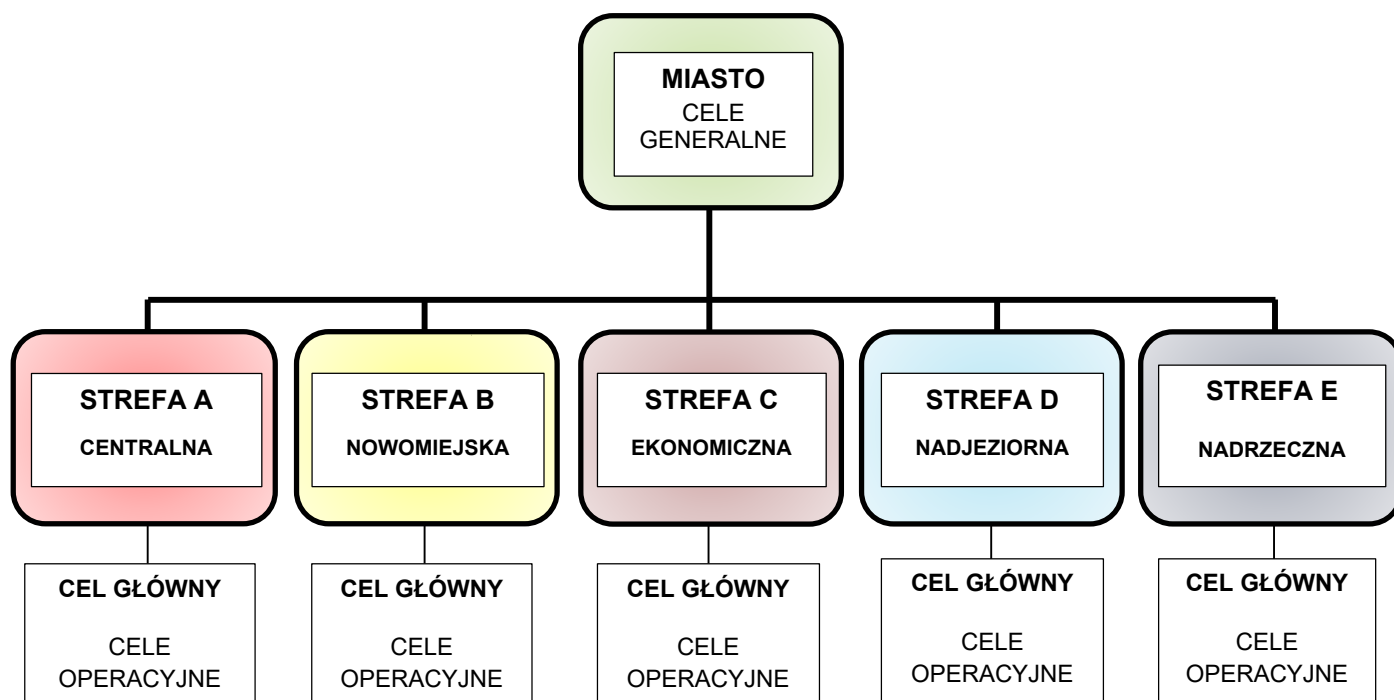 MIASTO
CELE
GENERALNE
STREFA A
CENTRALNA
STREFA B
NOWOMIEJSKA
STREFA C
EKONOMICZNA
STREFA D
NADJEZIORNA
STREFA E
NADRZECZNA
CEL GŁÓWNY
CELE
OPERACYJNE
CEL GŁÓWNY
CELE
OPERACYJNE
CEL GŁÓWNY
CELE
OPERACYJNE
CEL GŁÓWNY
CELE
OPERACYJNE
CEL GŁÓWNY
CELE
OPERACYJNE